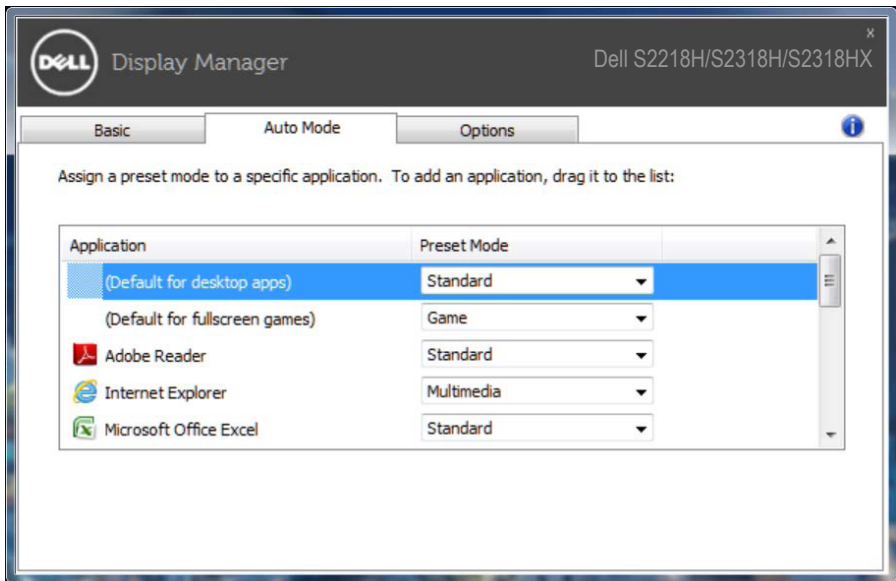 DELL Display Manager
x
Dell S2218H/S2318H/S2318HX
Basic Auto Mode Options
Assign a preset mode to a specific application. To add an application, drag it to the list:
Application Preset Mode
(Default for desktop apps) Standard
(Default for fullscreen games) Game
Adobe Reader Standard
Internet Explorer Multimedia
Microsoft Office Excel Standard